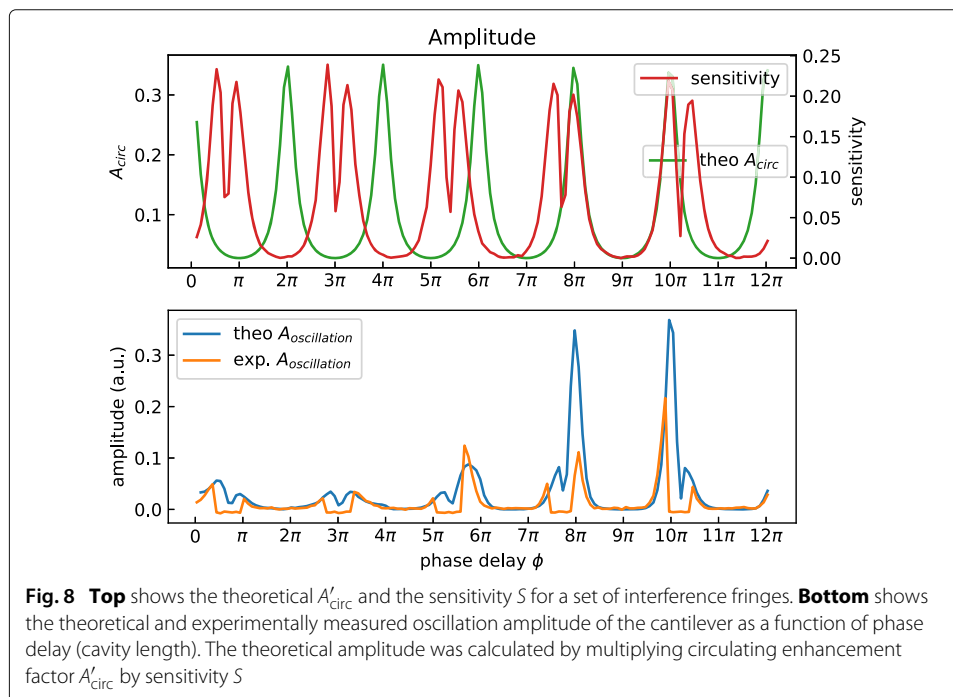 Amplitude
0.3
0.2
0.1
A_circ
0.25
0.20
0.15
0.10
0.05
0.00
sensitivity
sensitivity
theo A_circ
0 π 2π 3π 4π 5π 6π 7π 8π 9π 10π 11π 12π
theo A_oscillation
exp. A_oscillation
0.3
0.2
0.1
0.0
amplitude (a.u.)
0 π 2π 3π 4π 5π 6π 7π 8π 9π 10π 11π 12π
phase delay ϕ
Fig. 8 Top shows the theoretical A′_circ and the sensitivity S for a set of interference fringes. Bottom shows
the theoretical and experimentally measured oscillation amplitude of the cantilever as a function of phase
delay (cavity length). The theoretical amplitude was calculated by multiplying circulating enhancement
factor A′_circ by sensitivity S